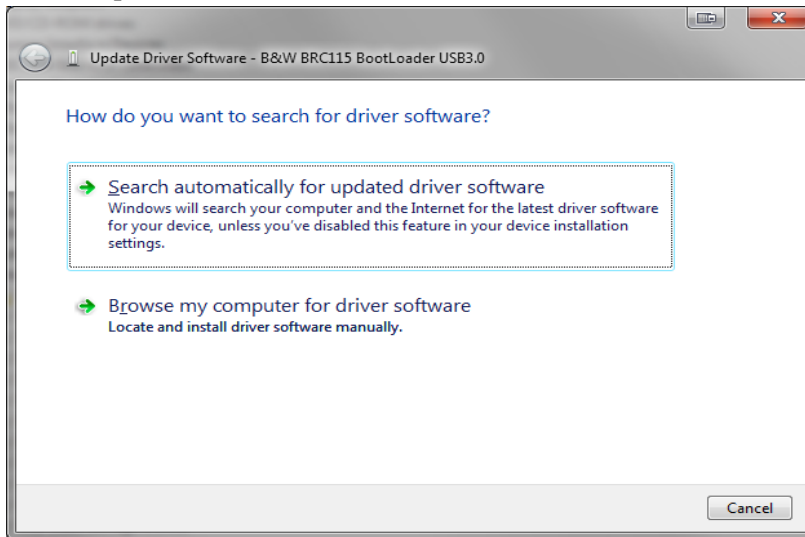 Update Driver Software - B&W BRC115 BootLoader USB3.0
How do you want to search for driver software?
Search automatically for updated driver software
Windows will search your computer and the Internet for the latest driver software
for your device, unless you've disabled this feature in your device installation
settings.
Browse my computer for driver software
Locate and install driver software manually.
Cancel